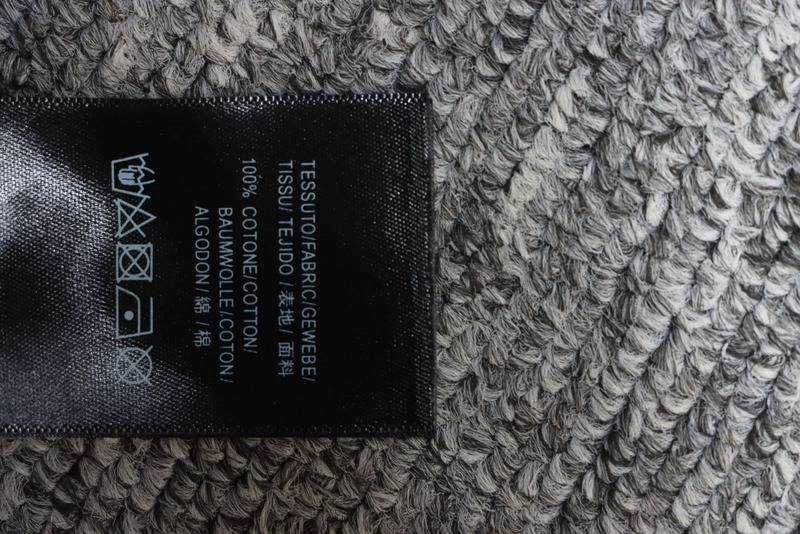 TESSUTO/FABRIC/GEWEBE/
TISSU/ TEJIDO / 表地/ 面料
100% COTONE/COTTON/
BAUMWOLLE/COTON/
ALGODON/ 綿 /棉